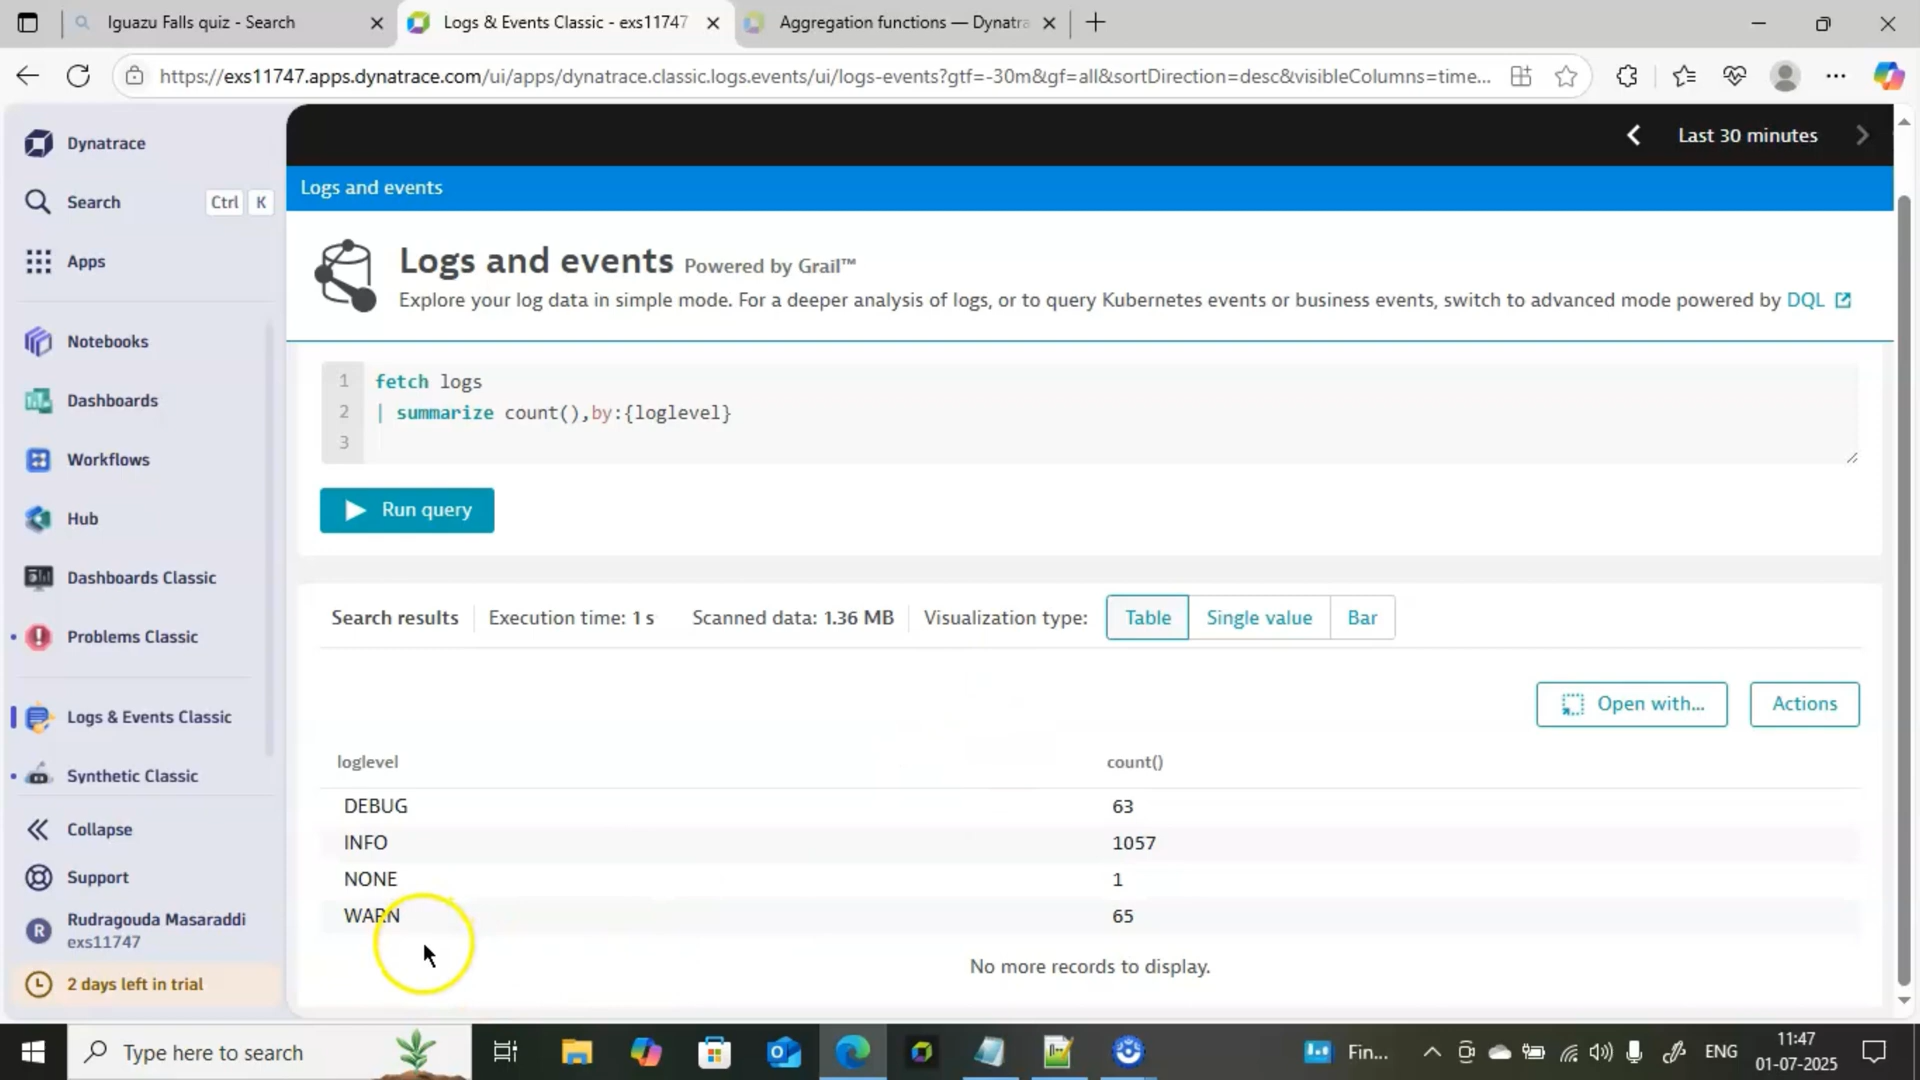 Iguazu Falls quiz - Search
Logs & Events Classic - exs11747
Aggregation functions — Dynatra
https://exs11747.apps.dynatrace.com/ui/apps/dynatrace.classic.logs.events/ui/logs-events?gtf=-30m&gf=all&sortDirection=desc&visibleColumns=time...
Dynatrace
Search Ctrl K
Apps
Notebooks
Dashboards
Workflows
Hub
Dashboards Classic
Problems Classic
Logs & Events Classic
Synthetic Classic
Collapse
Support
R
Rudragouda Masaraddi
exs11747
2 days left in trial
Last 30 minutes
Logs and events
Logs and events Powered by Grail™
Explore your log data in simple mode. For a deeper analysis of logs, or to query Kubernetes events or business events, switch to advanced mode powered by DQL
1 fetch logs
2 | summarize count(),by:{loglevel}
3
Run query
Search results Execution time: 1 s Scanned data: 1.36 MB Visualization type: Table Single value Bar
Open with... Actions
loglevel count()
DEBUG 63
INFO 1057
NONE 1
WARN 65
No more records to display.
Type here to search
Fin...
ENG
11:47
01-07-2025